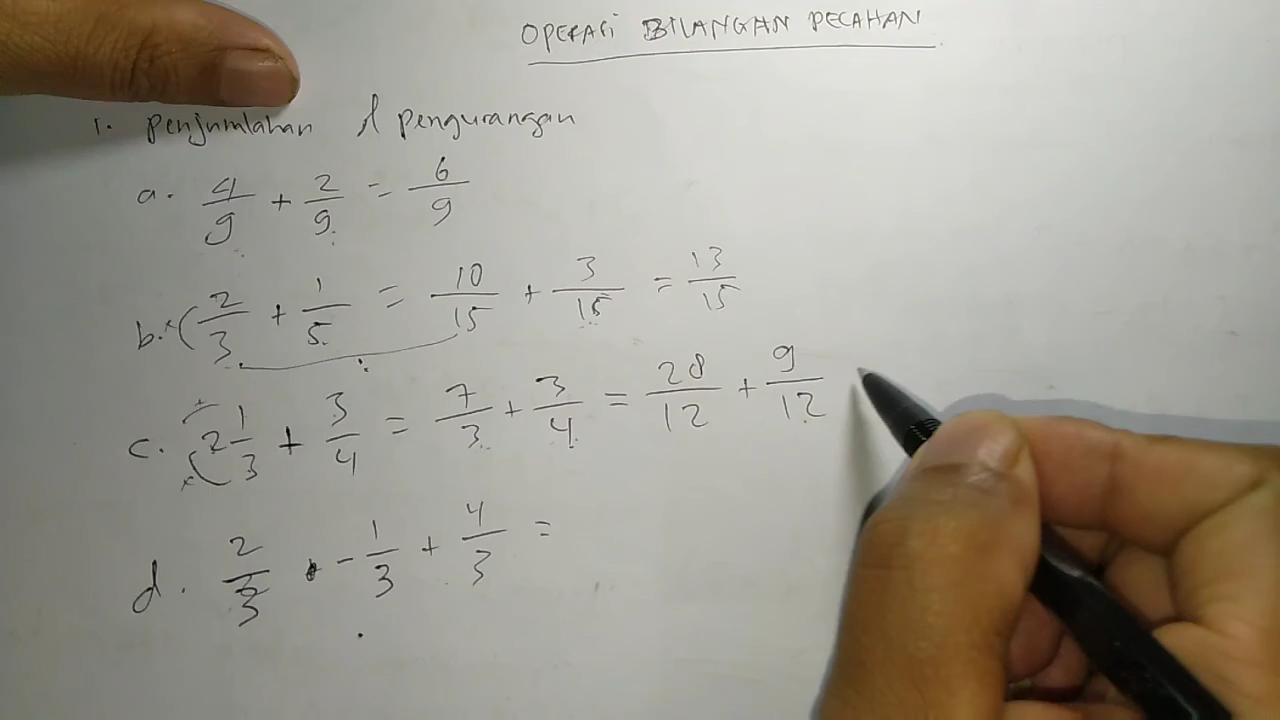 OPERASI BILANGAN PECAHAN
1. Penjumlahan d pengurangan
a. 4/9 + 2/9 = 6/9
b. 2/3 + 1/5 = 10/15 + 3/15 = 13/15
c. 2 1/3 + 3/4 = 7/3 + 3/4 = 28/12 + 9/12
d. 2/3 - 1/3 + 4/3 =